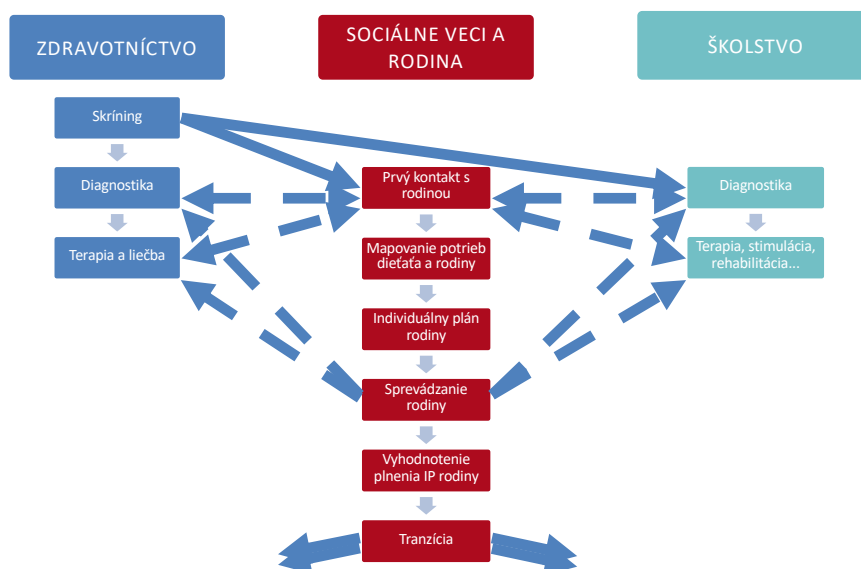 ZDRAVOTNÍCTVO
SOCIÁLNE VECI A
RODINA
ŠKOLSTVO
Skríning
Diagnostika
Prvý kontakt s
rodinou
Diagnostika
Terapia a liečba
Mapovanie potrieb
dieťaťa a rodiny
Terapia, stimulácia,
rehabilitácia...
Individuálny plán
rodiny
Sprevádzanie
rodiny
Vyhodnotenie
plnenia IP rodiny
Tranzícia